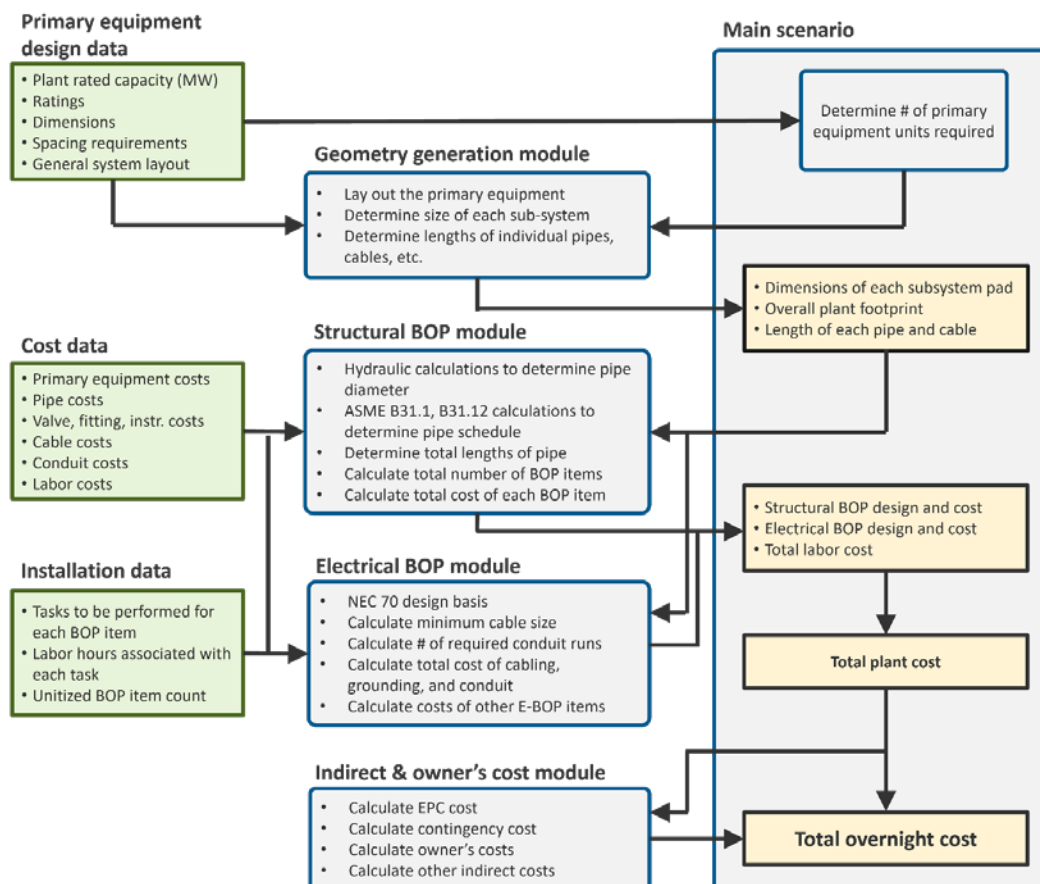 Primary equipment
design data
• Plant rated capacity (MW)
• Ratings
• Dimensions
• Spacing requirements
• General system layout
Main scenario
Determine # of primary
equipment units required
Geometry generation module
• Lay out the primary equipment
• Determine size of each sub-system
• Determine lengths of individual pipes,
cables, etc.
• Dimensions of each subsystem pad
• Overall plant footprint
• Length of each pipe and cable
Cost data
• Primary equipment costs
• Pipe costs
• Valve, fitting, instr. costs
• Cable costs
• Conduit costs
• Labor costs
Structural BOP module
• Hydraulic calculations to determine pipe
diameter
• ASME B31.1, B31.12 calculations to
determine pipe schedule
• Determine total lengths of pipe
• Calculate total number of BOP items
• Calculate total cost of each BOP item
• Structural BOP design and cost
• Electrical BOP design and cost
• Total labor cost
Installation data
• Tasks to be performed for
each BOP item
• Labor hours associated with
each task
• Unitized BOP item count
Electrical BOP module
• NEC 70 design basis
• Calculate minimum cable size
• Calculate # of required conduit runs
• Calculate total cost of cabling,
grounding, and conduit
• Calculate costs of other E-BOP items
Total plant cost
Indirect & owner's cost module
• Calculate EPC cost
• Calculate contingency cost
• Calculate owner's costs
• Calculate other indirect costs
Total overnight cost